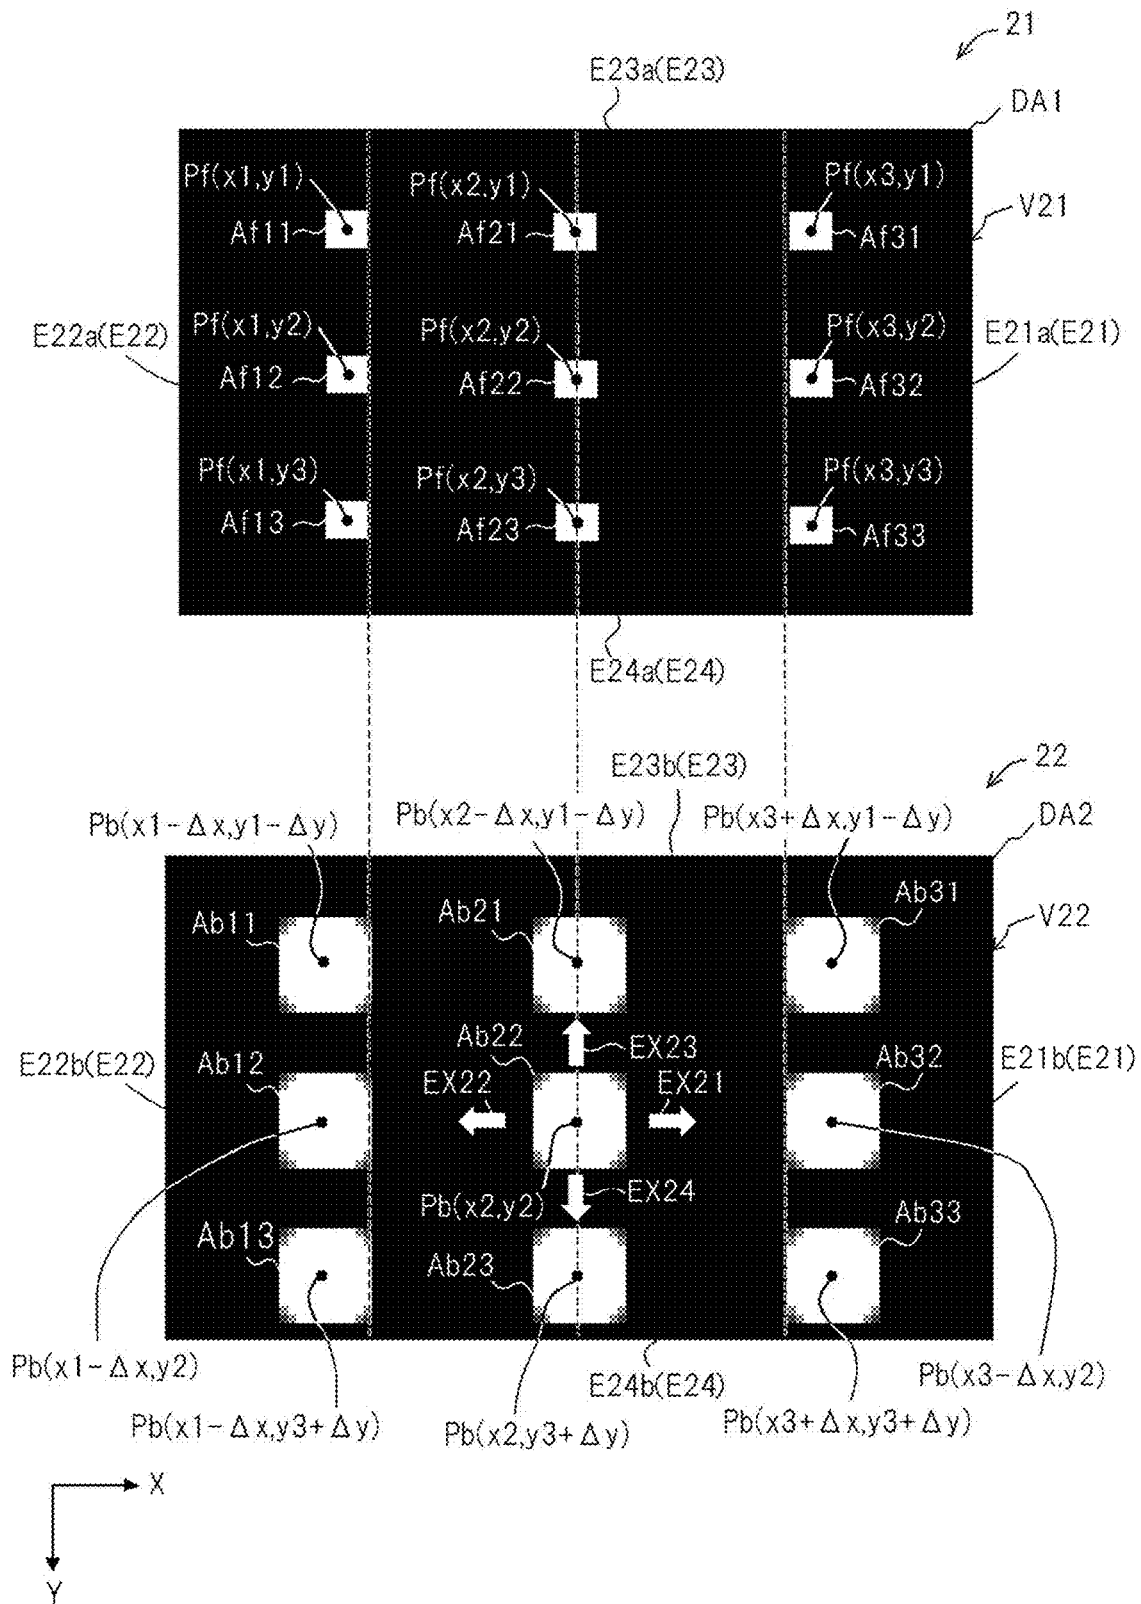 21
E23a(E23)
DA1
Pf(x1,y1)
Pf(x2,y1)
Pf(x3,y1)
V21
Af11
Af21
Af31
E22a(E22)
Pf(x1,y2)
Pf(x2,y2)
Pf(x3,y2)
E21a(E21)
Af12
Af22
Af32
Pf(x1,y3)
Pf(x2,y3)
Pf(x3,y3)
Af13
Af23
Af33
E24a(E24)
22
E23b(E23)
Pb(x1-Δx,y1-Δy)
Pb(x2-Δx,y1-Δy)
Pb(x3+Δx,y1-Δy)
DA2
Ab11
Ab21
Ab31
V22
Ab22
EX23
E22b(E22)
Ab12
EX22
EX21
Ab32
E21b(E21)
Pb(x2,y2)
EX24
Ab13
Ab23
Ab33
Pb(x1-Δx,y2)
E24b(E24)
Pb(x3-Δx,y2)
Pb(x1-Δx,y3+Δy)
Pb(x2,y3+Δy)
Pb(x3+Δx,y3+Δy)
X
Y